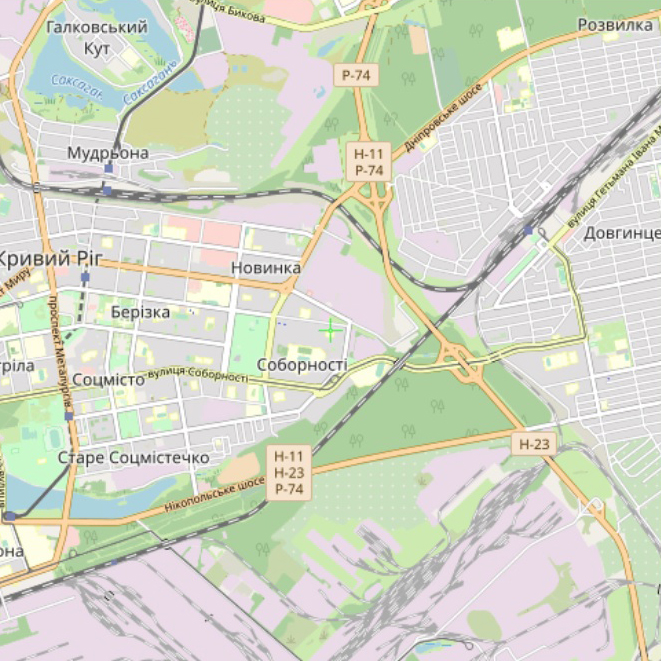 вулиця Бикова
Розвилка
Галковський
Кут
Саксагань
Саксагань
Р-74
Дніпровське шосе
Мудрьона
Н-11
Р-74
вулиця Гетьмана Івана М
Довгинце
Кривий Ріг
Новинка
Миру
проспект Металургів
Берізка
Соборності
Соцмісто
вулиця Соборності
Н-23
Старе Соцмістечко
Н-11
Н-23
Р-74
Нікопольське шосе